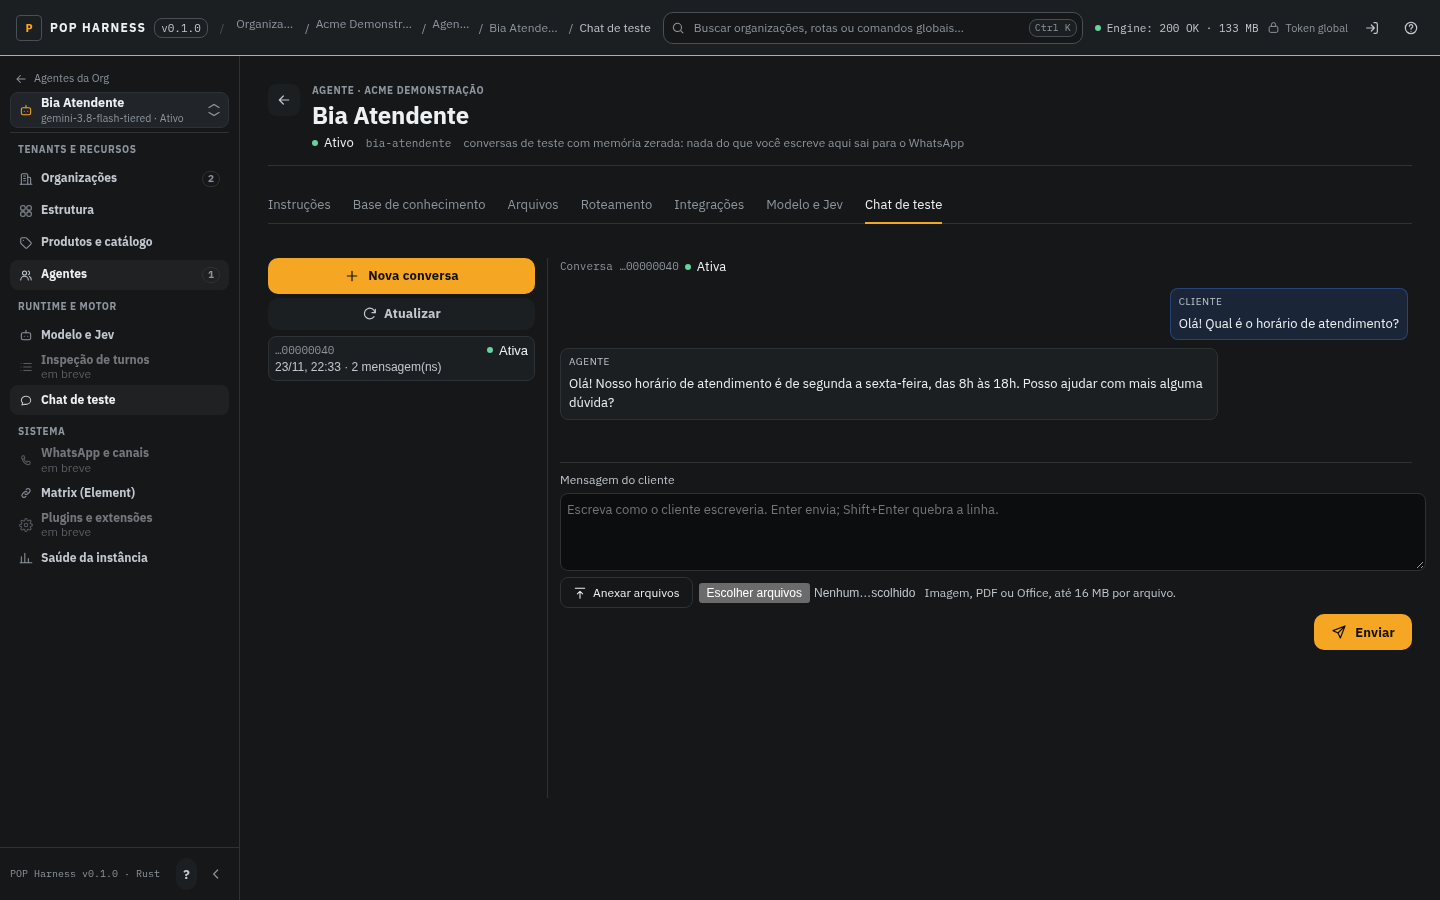 P POP HARNESS v0.1.0 / Organiza... / Acme Demonstr... / Agen... / Bia Atende... / Chat de teste
Buscar organizações, rotas ou comandos globais... Ctrl K
Engine: 200 OK · 133 MB Token global
Agentes da Org
Bia Atendente
gemini-3.8-flash-tiered · Ativo
TENANTS E RECURSOS
Organizações 2
Estrutura
Produtos e catálogo
Agentes 1
RUNTIME E MOTOR
Modelo e Jev
Inspeção de turnos
em breve
Chat de teste
SISTEMA
WhatsApp e canais
em breve
Matrix (Element)
Plugins e extensões
em breve
Saúde da instância
POP Harness v0.1.0 · Rust ?
AGENTE · ACME DEMONSTRAÇÃO
Bia Atendente
Ativo bia-atendente conversas de teste com memória zerada: nada do que você escreve aqui sai para o WhatsApp
Instruções Base de conhecimento Arquivos Roteamento Integrações Modelo e Jev Chat de teste
Nova conversa
Atualizar
…00000040 Ativa
23/11, 22:33 · 2 mensagem(ns)
Conversa …00000040 Ativa
CLIENTE
Olá! Qual é o horário de atendimento?
AGENTE
Olá! Nosso horário de atendimento é de segunda a sexta-feira, das 8h às 18h. Posso ajudar com mais alguma
dúvida?
Mensagem do cliente
Escreva como o cliente escreveria. Enter envia; Shift+Enter quebra a linha.
Anexar arquivos Escolher arquivos Nenhum...scolhido Imagem, PDF ou Office, até 16 MB por arquivo.
Enviar